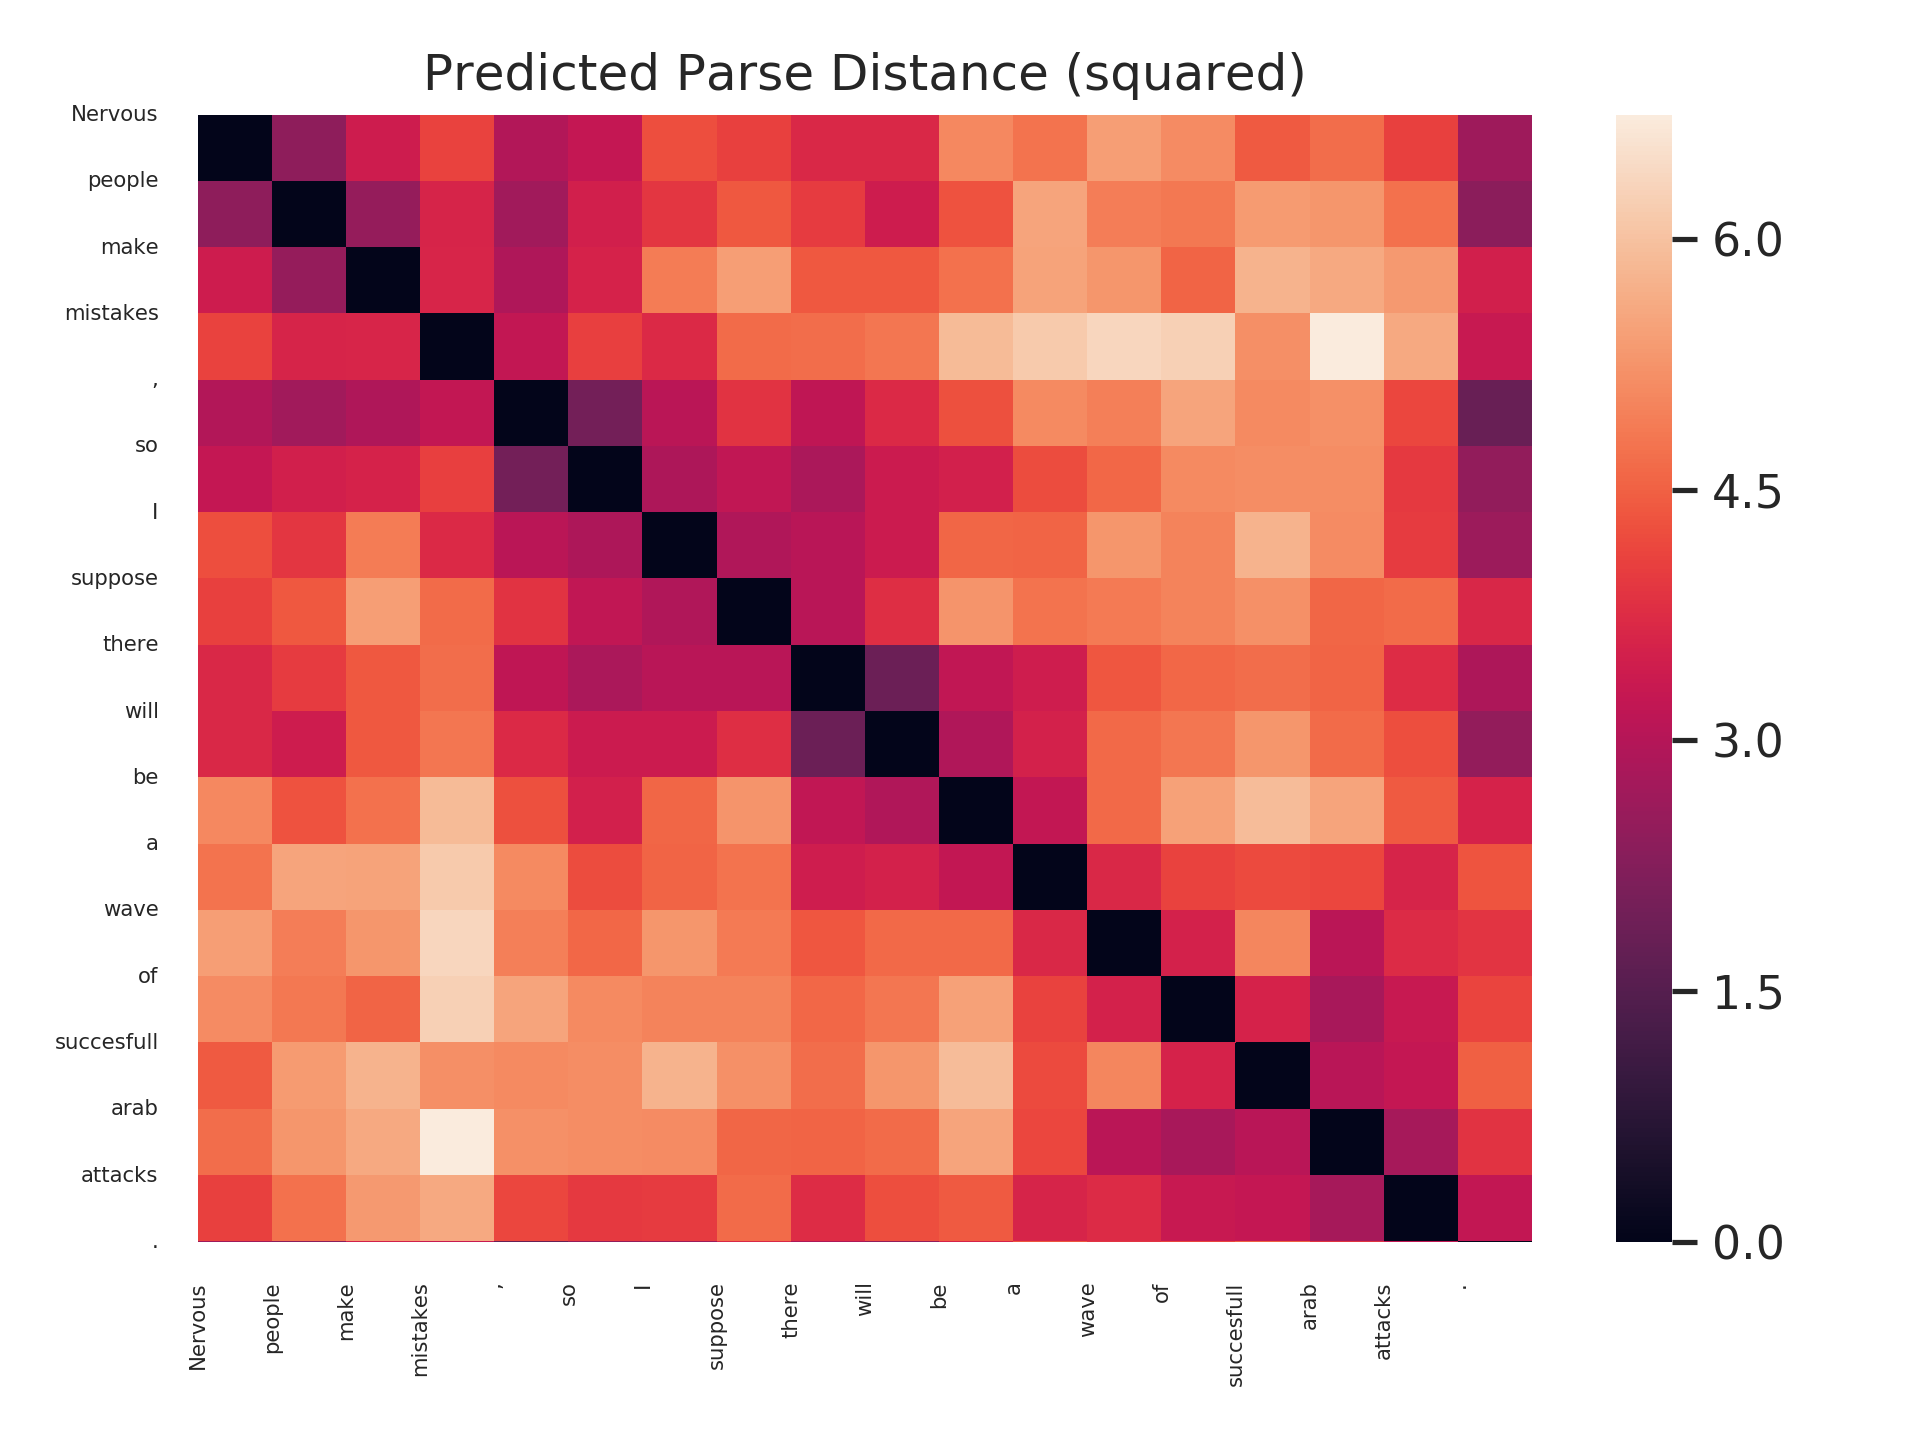 Predicted Parse Distance (squared)
Nervous
people
make
mistakes
,
so
I
suppose
there
will
be
a
wave
of
succesfull
arab
attacks
.
6.0
4.5
3.0
1.5
0.0
Nervous
people
make
mistakes
,
so
I
suppose
there
will
be
a
wave
of
succesfull
arab
attacks
.